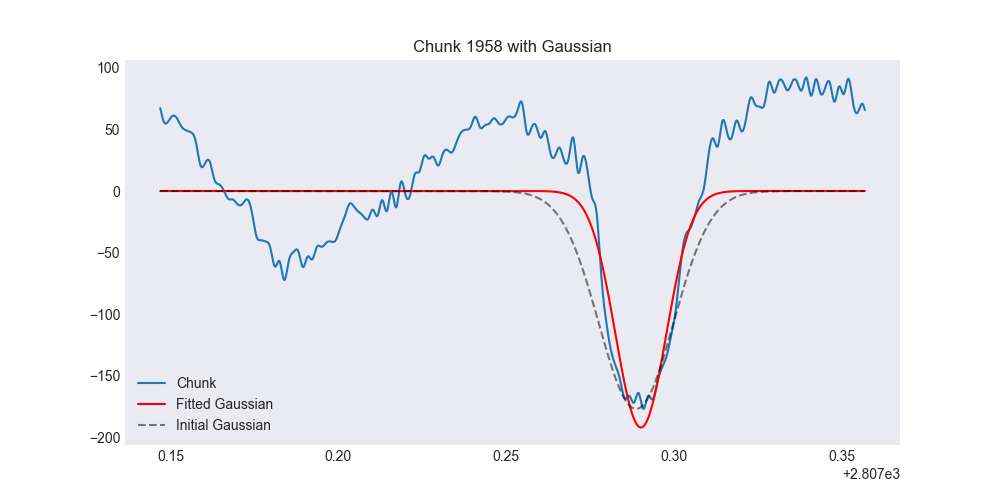 Chunk 1958 with Gaussian
100
50
0
−50
−100
−150
−200
Chunk
Fitted Gaussian
Initial Gaussian
0.15 0.20 0.25 0.30 0.35
+2.807e3